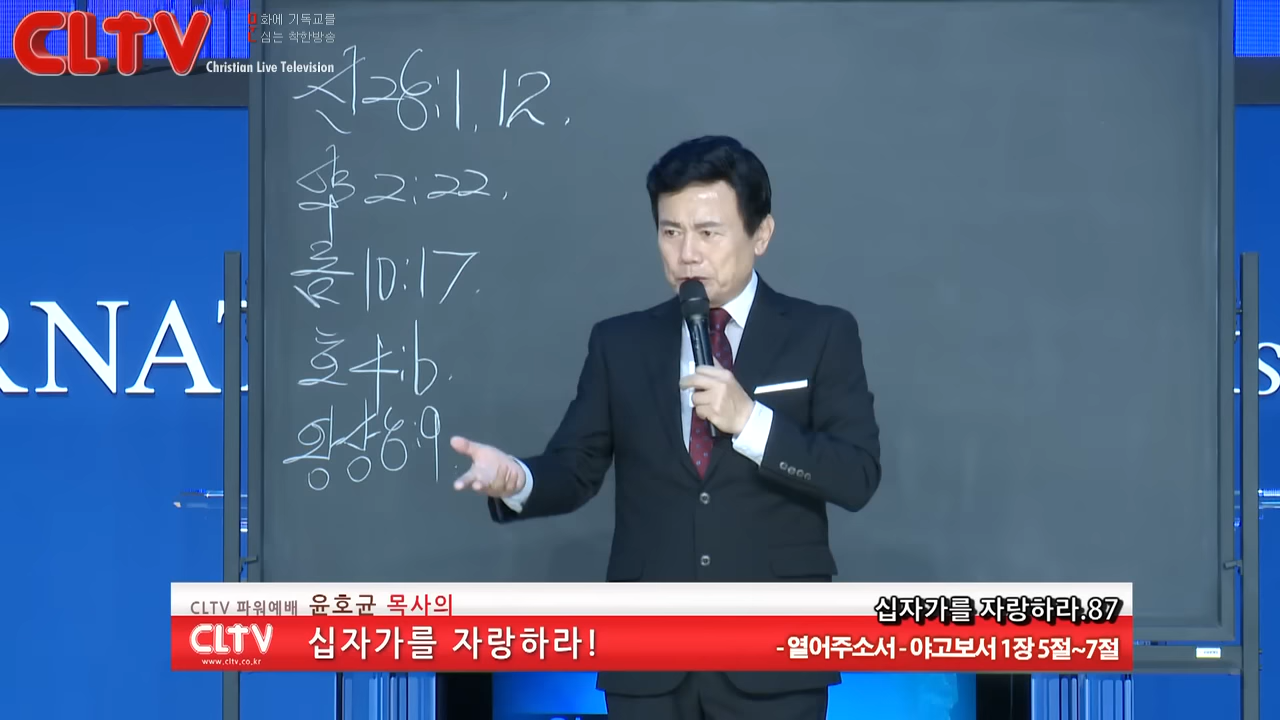 CLTV
문화에 기독교를
심는 착한방송
Christian Live Television
신28:1, 12.
약2:22.
롬10:17.
호4:6.
왕상6:9.
RNAT
CLTV 파워예배 윤호균 목사의
십자가를 자랑하라.87
CLTV
www.cltv.co.kr
십자가를 자랑하라!
- 열어주소서 - 야고보서 1장 5절~7절